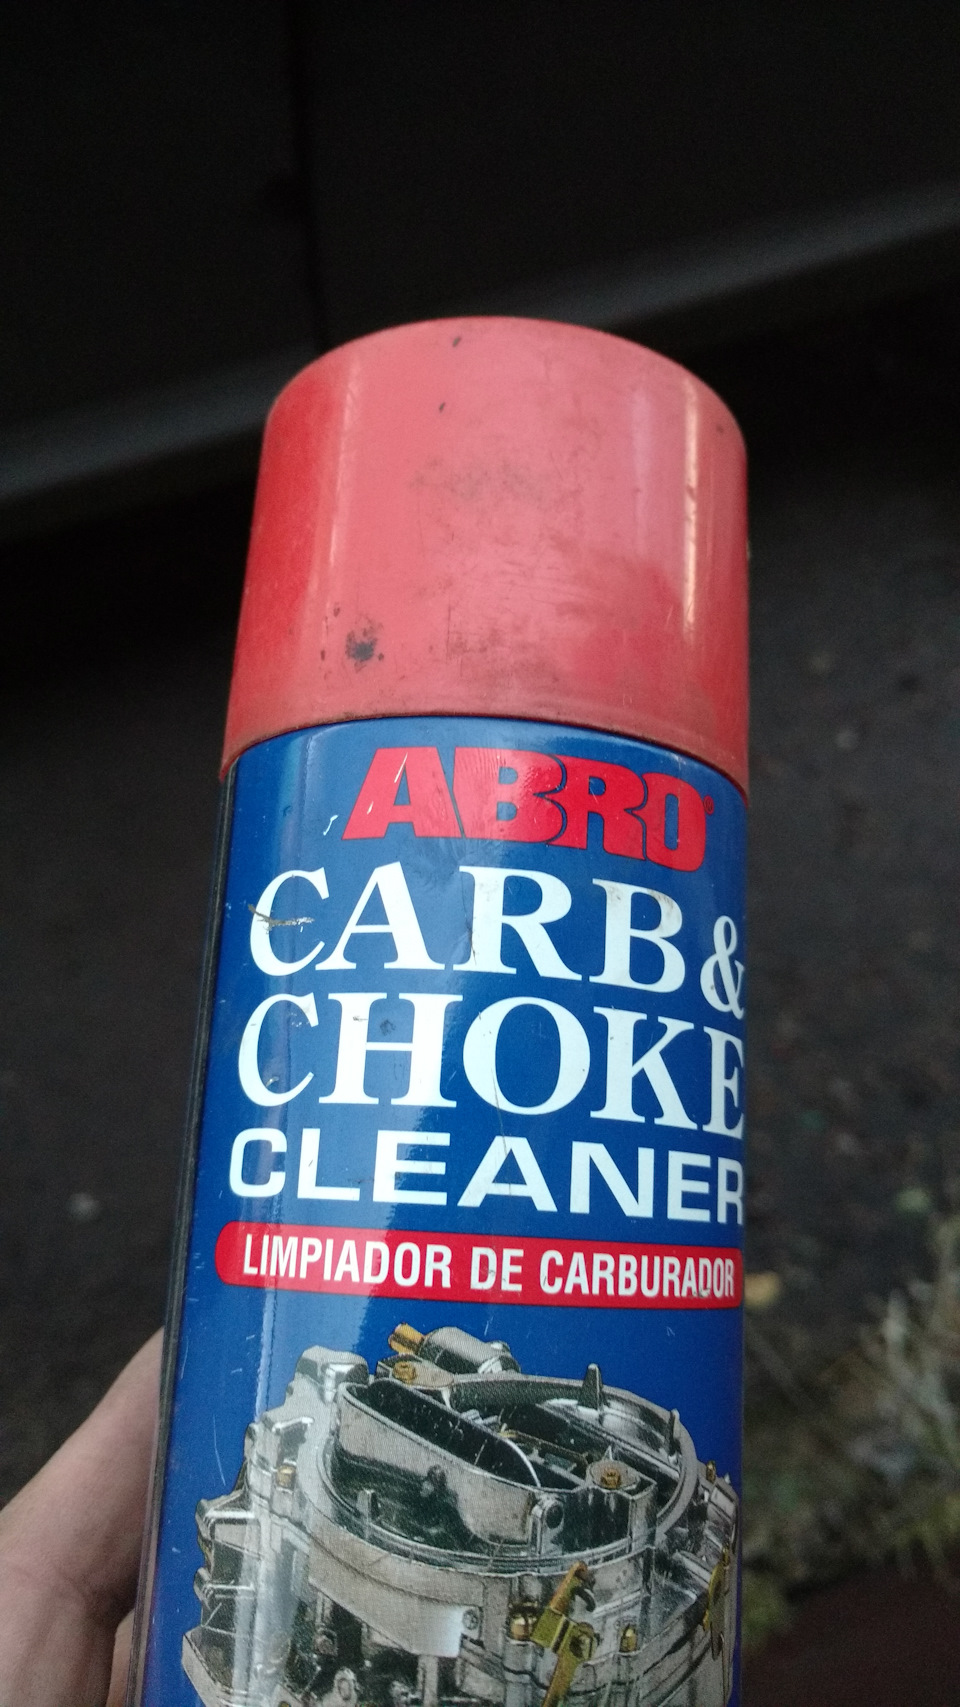 ABRO®
CARB &
CHOKE
CLEANER
LIMPIADOR DE CARBURADOR